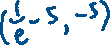 (1/e - 5, -5)